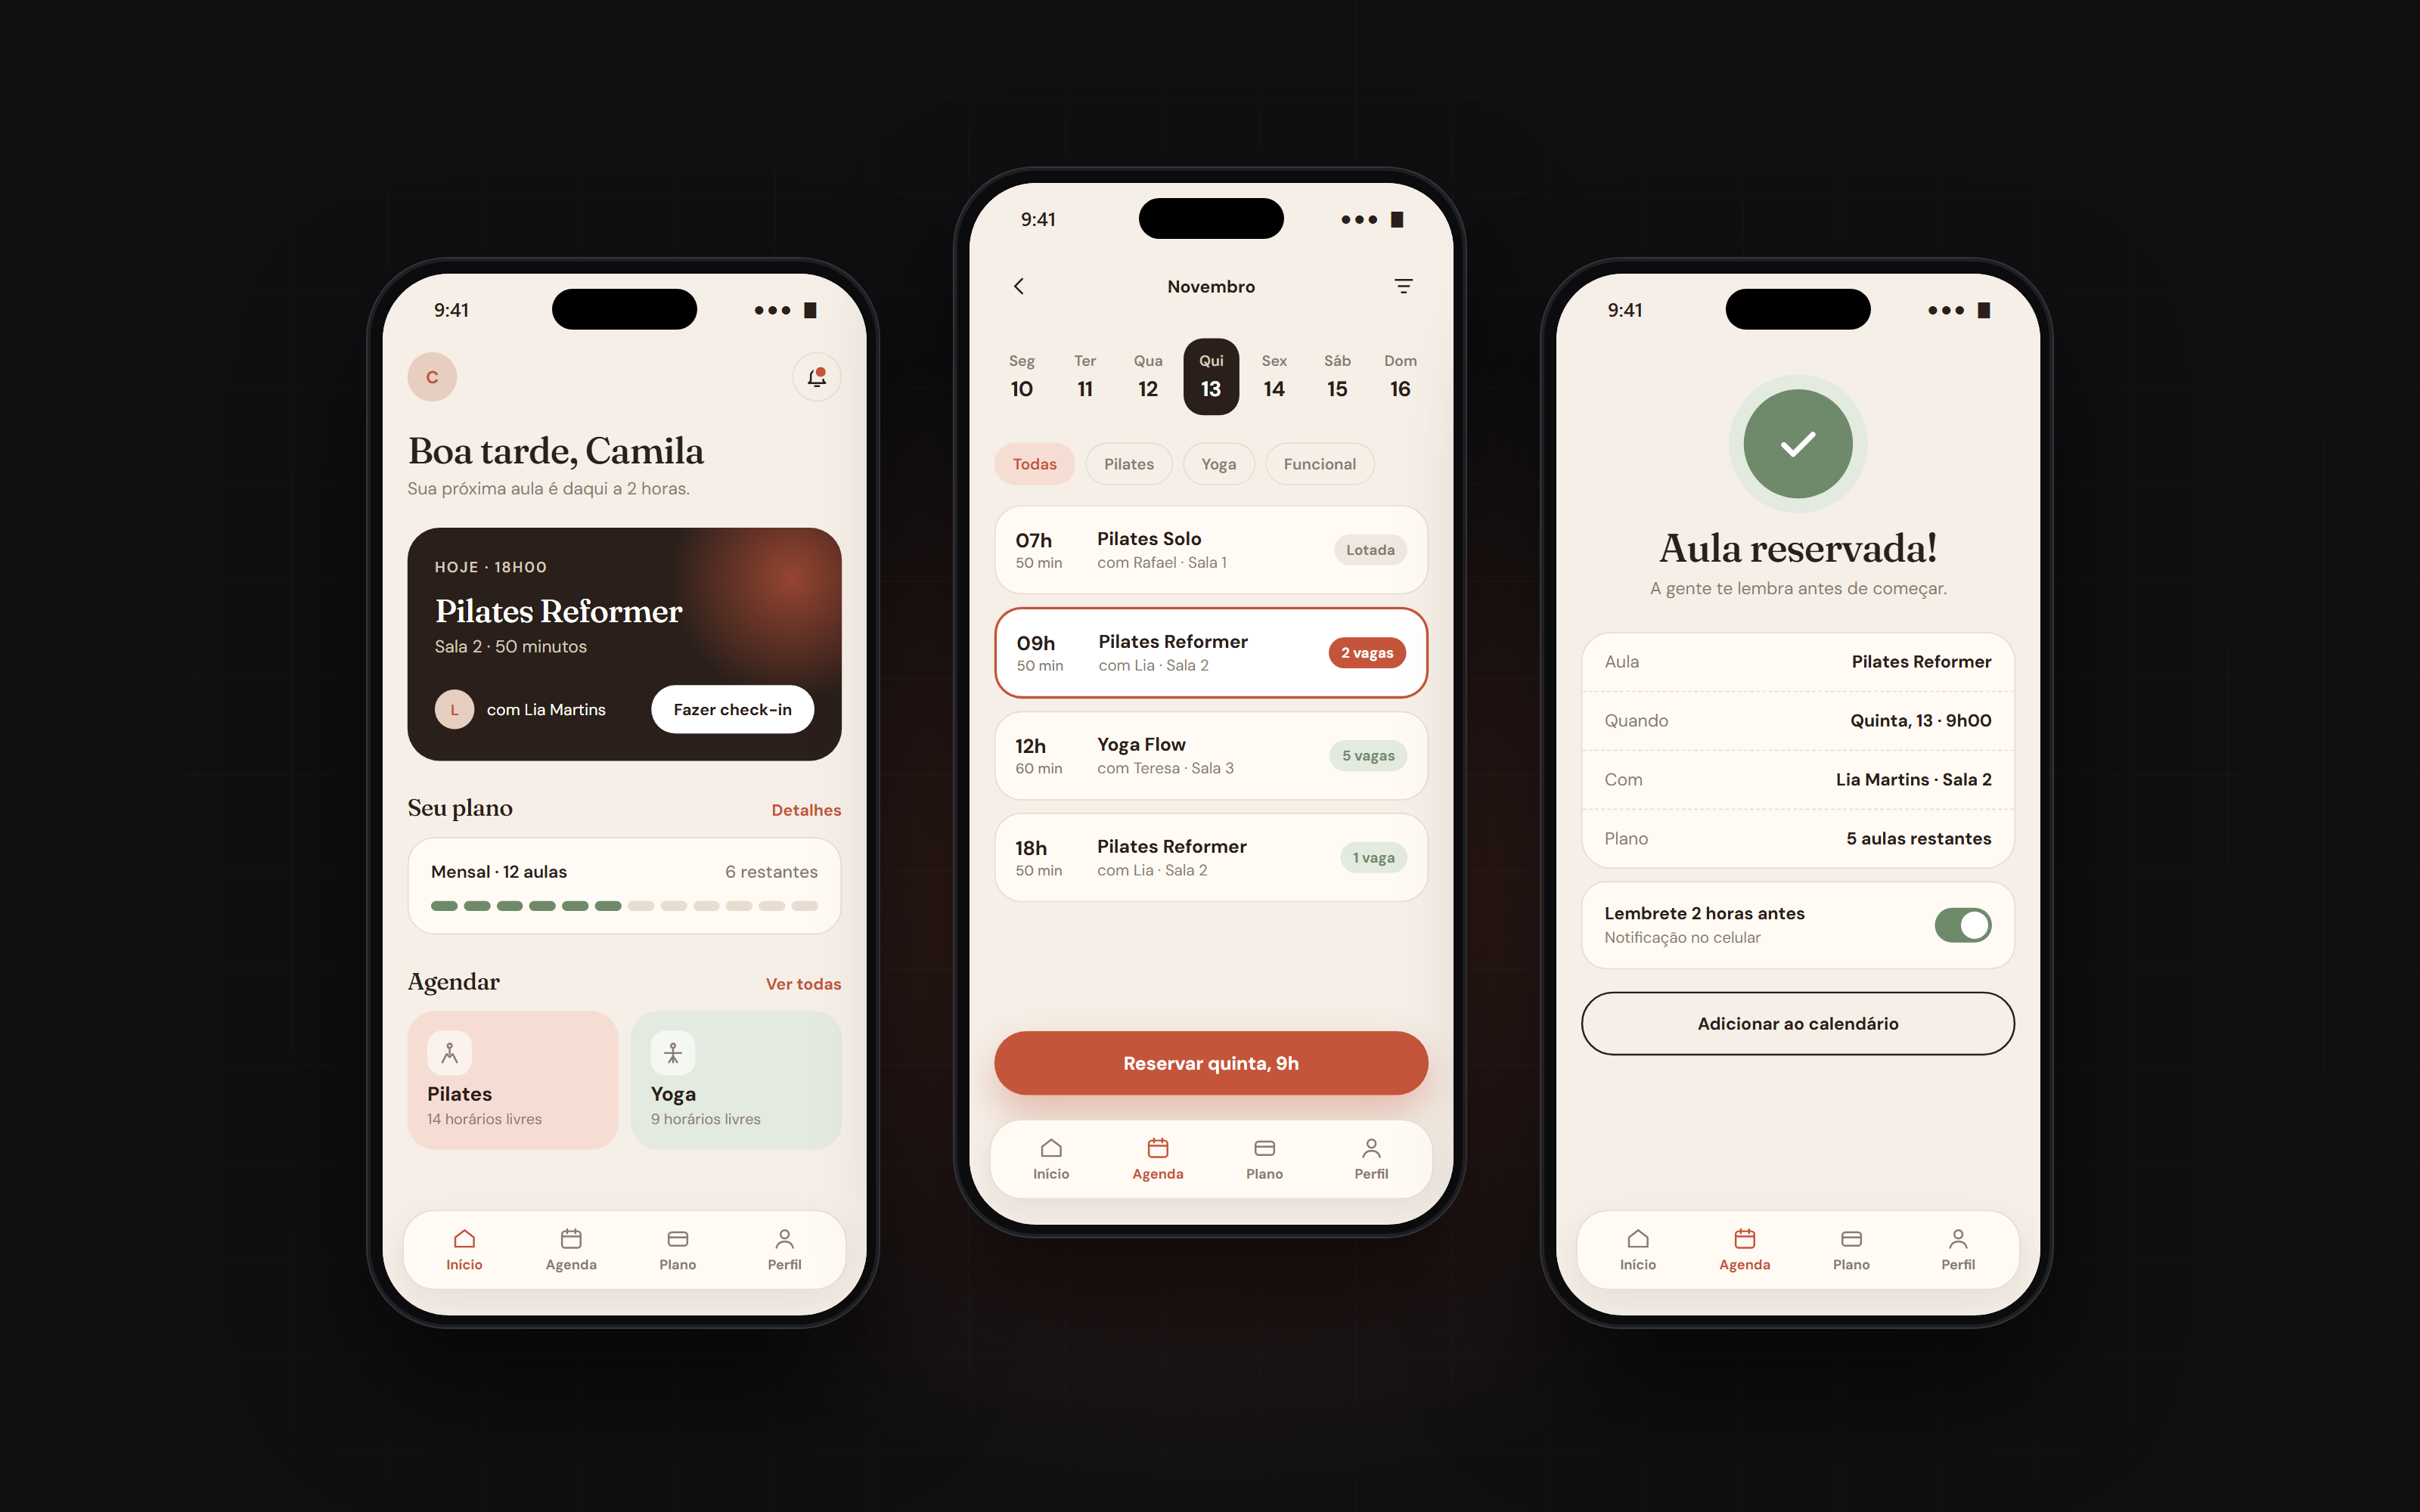 9:41
C
Boa tarde, Camila
Sua próxima aula é daqui a 2 horas.
HOJE · 18H00
Pilates Reformer
Sala 2 · 50 minutos
L
com Lia Martins
Fazer check-in
Seu plano
Detalhes
Mensal · 12 aulas
6 restantes
Agendar
Ver todas
Pilates
14 horários livres
Yoga
9 horários livres
Início
Agenda
Plano
Perfil
9:41
Novembro
Seg Ter Qua Qui Sex Sáb Dom
10 11 12 13 14 15 16
Todas
Pilates
Yoga
Funcional
07h
50 min
Pilates Solo
com Rafael · Sala 1
Lotada
09h
50 min
Pilates Reformer
com Lia · Sala 2
2 vagas
12h
60 min
Yoga Flow
com Teresa · Sala 3
5 vagas
18h
50 min
Pilates Reformer
com Lia · Sala 2
1 vaga
Reservar quinta, 9h
Início
Agenda
Plano
Perfil
9:41
Aula reservada!
A gente te lembra antes de começar.
Aula
Pilates Reformer
Quando
Quinta, 13 · 9h00
Com
Lia Martins · Sala 2
Plano
5 aulas restantes
Lembrete 2 horas antes
Notificação no celular
Adicionar ao calendário
Início
Agenda
Plano
Perfil